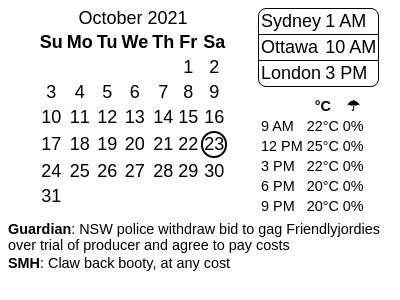 October 2021
Su Mo Tu We Th Fr Sa
1 2
3 4 5 6 7 8 9
10 11 12 13 14 15 16
17 18 19 20 21 22 23
24 25 26 27 28 29 30
31
Sydney 1 AM
Ottawa 10 AM
London 3 PM
°C ☂
9 AM 22°C 0%
12 PM 25°C 0%
3 PM 22°C 0%
6 PM 20°C 0%
9 PM 20°C 0%
Guardian: NSW police withdraw bid to gag Friendlyjordies
over trial of producer and agree to pay costs
SMH: Claw back booty, at any cost